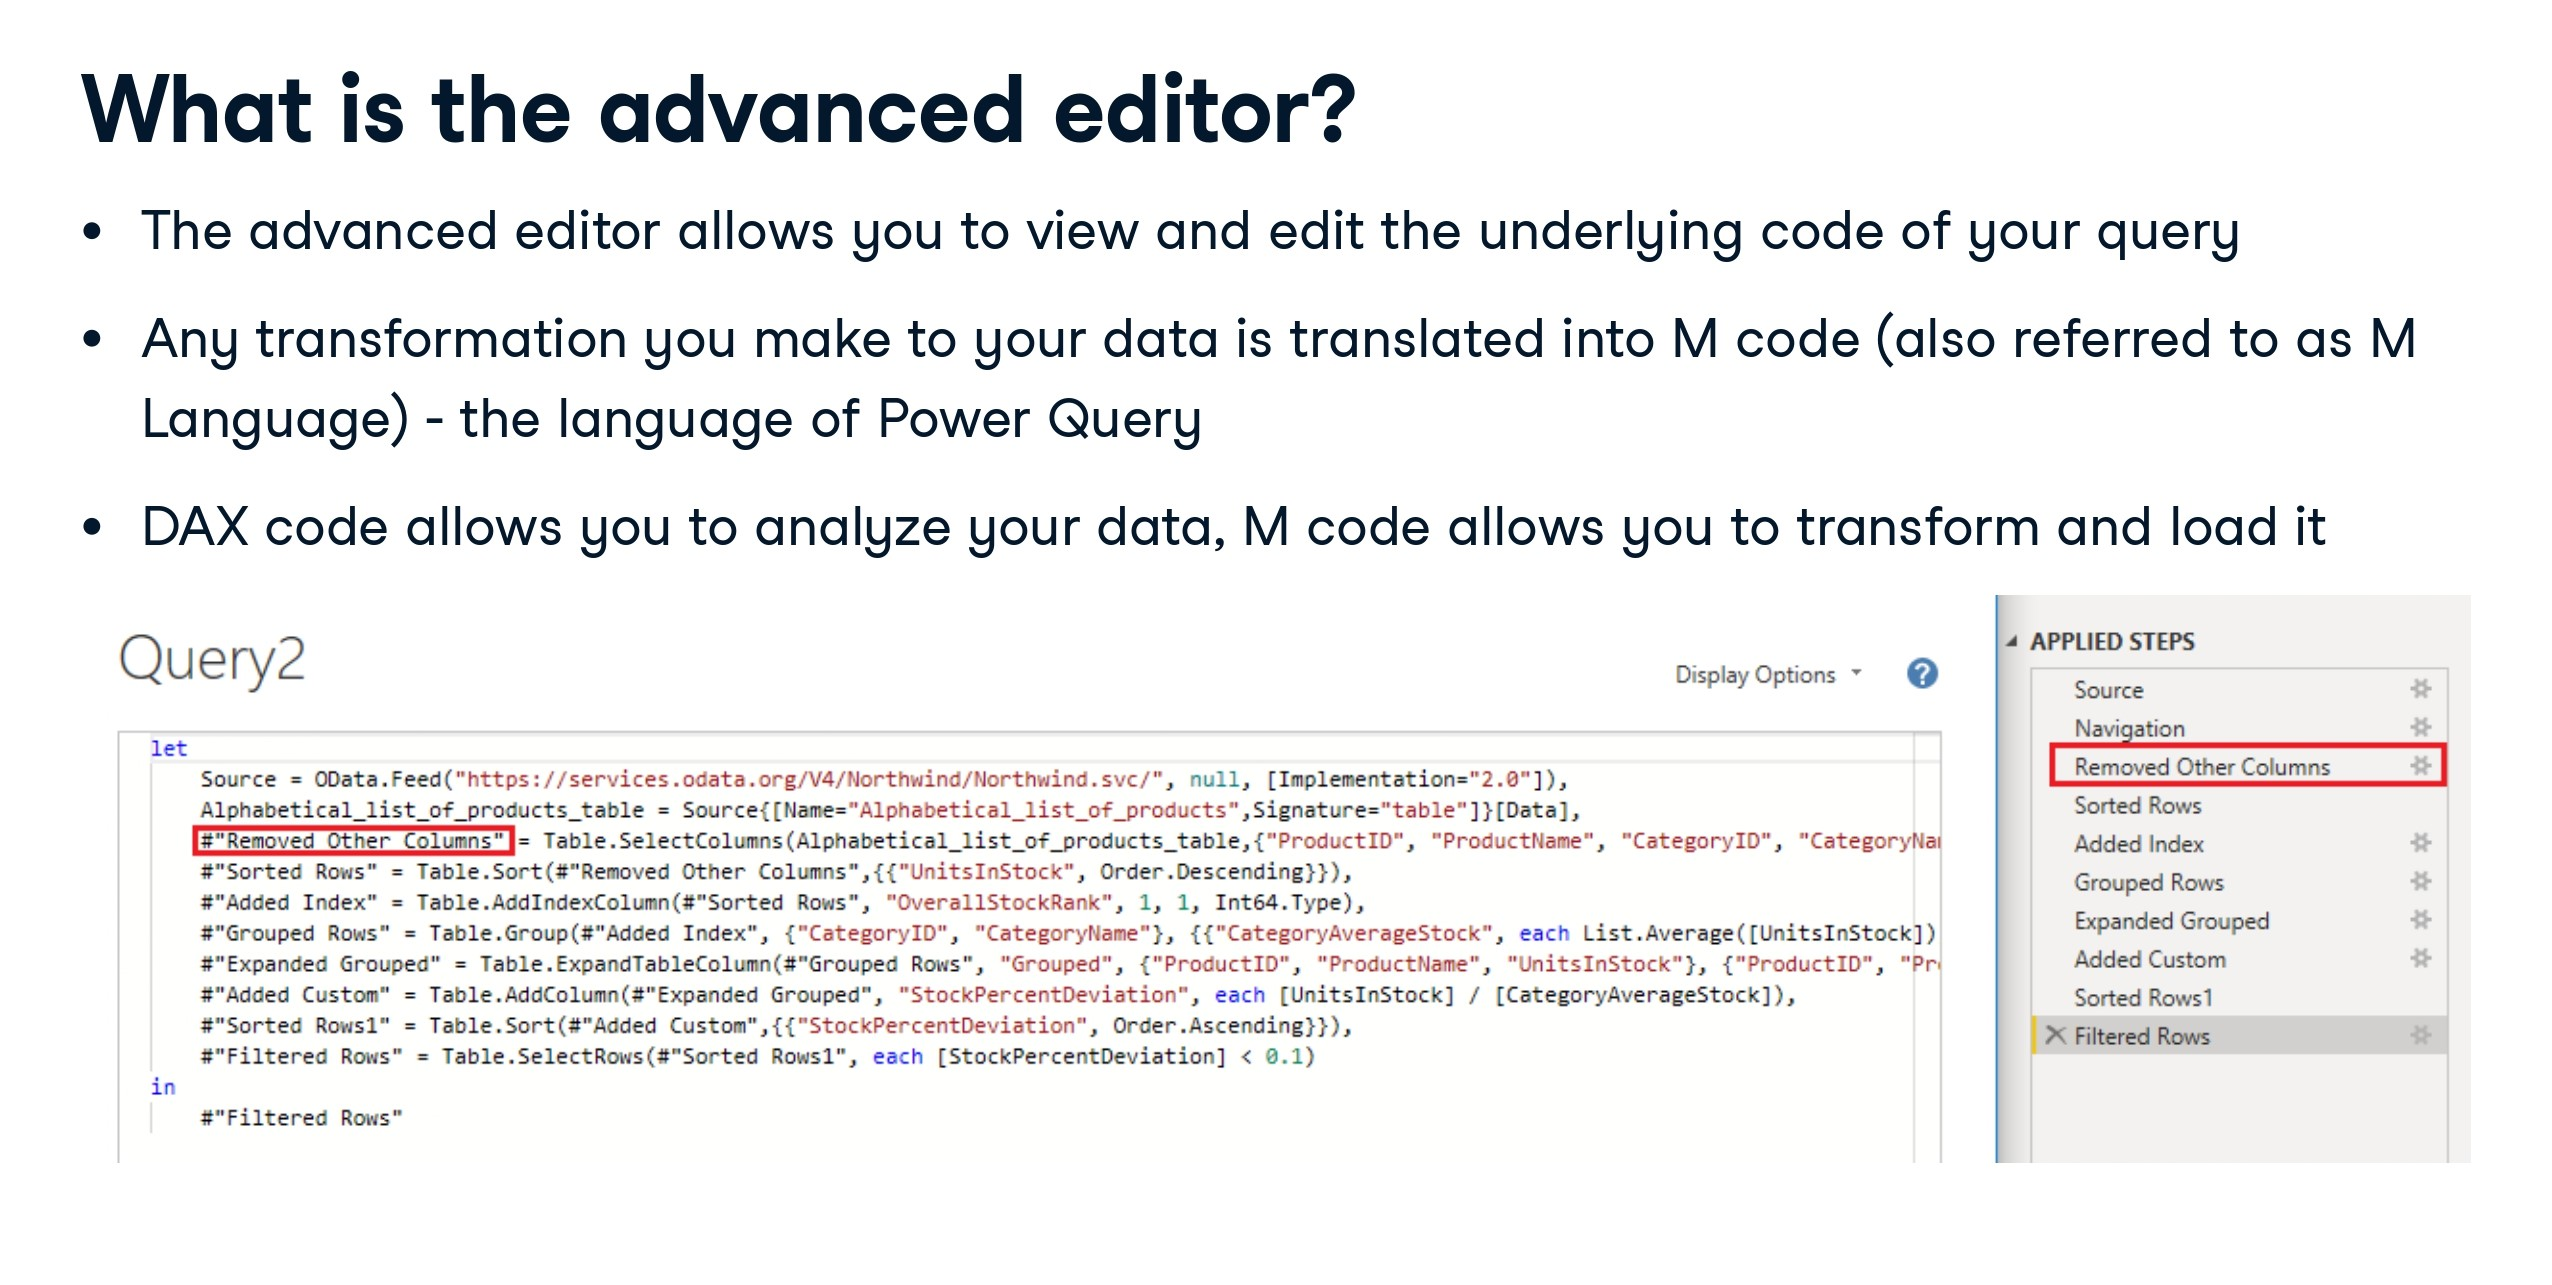 What is the advanced editor?
• The advanced editor allows you to view and edit the underlying code of your query
• Any transformation you make to your data is translated into M code (also referred to as M
Language) - the language of Power Query
• DAX code allows you to analyze your data, M code allows you to transform and load it
Query2
Display Options
?
let
Source = OData.Feed("https://services.odata.org/V4/Northwind/Northwind.svc/", null, [Implementation="2.0"]),
Alphabetical_list_of_products_table = Source{[Name="Alphabetical_list_of_products",Signature="table"]}[Data],
#"Removed Other Columns" = Table.SelectColumns(Alphabetical_list_of_products_table,{"ProductID", "ProductName", "CategoryID", "CategoryNa
#"Sorted Rows" = Table.Sort(#"Removed Other Columns",{{"UnitsInStock", Order.Descending}}),
#"Added Index" = Table.AddIndexColumn(#"Sorted Rows", "OverallStockRank", 1, 1, Int64.Type),
#"Grouped Rows" = Table.Group(#"Added Index", {"CategoryID", "CategoryName"}, {{"CategoryAverageStock", each List.Average([UnitsInStock])
#"Expanded Grouped" = Table.ExpandTableColumn(#"Grouped Rows", "Grouped", {"ProductID", "ProductName", "UnitsInStock"}, {"ProductID", "Pr
#"Added Custom" = Table.AddColumn(#"Expanded Grouped", "StockPercentDeviation", each [UnitsInStock] / [CategoryAverageStock]),
#"Sorted Rows1" = Table.Sort(#"Added Custom",{{"StockPercentDeviation", Order.Ascending}}),
#"Filtered Rows" = Table.SelectRows(#"Sorted Rows1", each [StockPercentDeviation] < 0.1)
in
#"Filtered Rows"
APPLIED STEPS
Source
Navigation
Removed Other Columns
Sorted Rows
Added Index
Grouped Rows
Expanded Grouped
Added Custom
Sorted Rows1
Filtered Rows